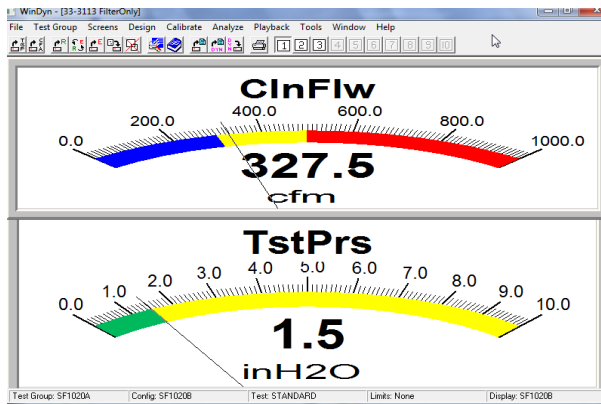 WinDyn - [33-3113 FilterOnly]
File Test Group Screens Design Calibrate Analyze Playback Tools Window Help
1 2 3 4 5 6 7 8 9 10
ClnFlw
0.0 200.0 400.0 600.0 800.0 1000.0
327.5
cfm
TstPrs
0.0 1.0 2.0 3.0 4.0 5.0 6.0 7.0 8.0 9.0 10.0
1.5
inH2O
Test Group: SF1020A Config: SF1020B Test: STANDARD Limits: None Display: SF1020B